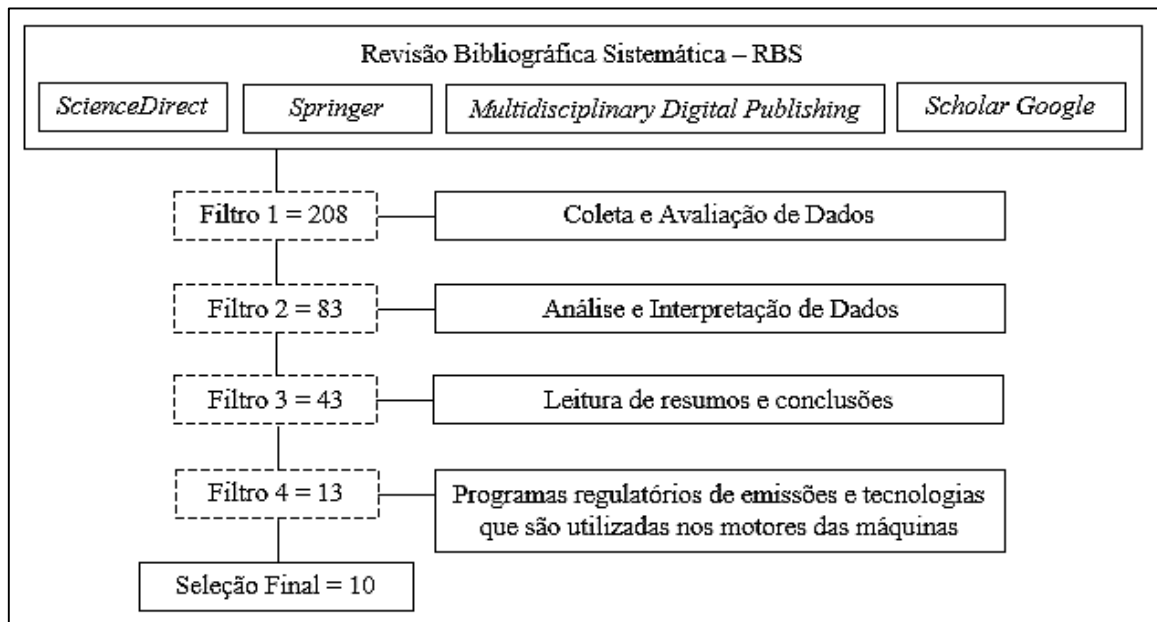 Revisão Bibliográfica Sistemática – RBS
ScienceDirect
Springer
Multidisciplinary Digital Publishing
Scholar Google
Filtro 1 = 208
Coleta e Avaliação de Dados
Filtro 2 = 83
Análise e Interpretação de Dados
Filtro 3 = 43
Leitura de resumos e conclusões
Filtro 4 = 13
Programas regulatórios de emissões e tecnologias
que são utilizadas nos motores das máquinas
Seleção Final = 10